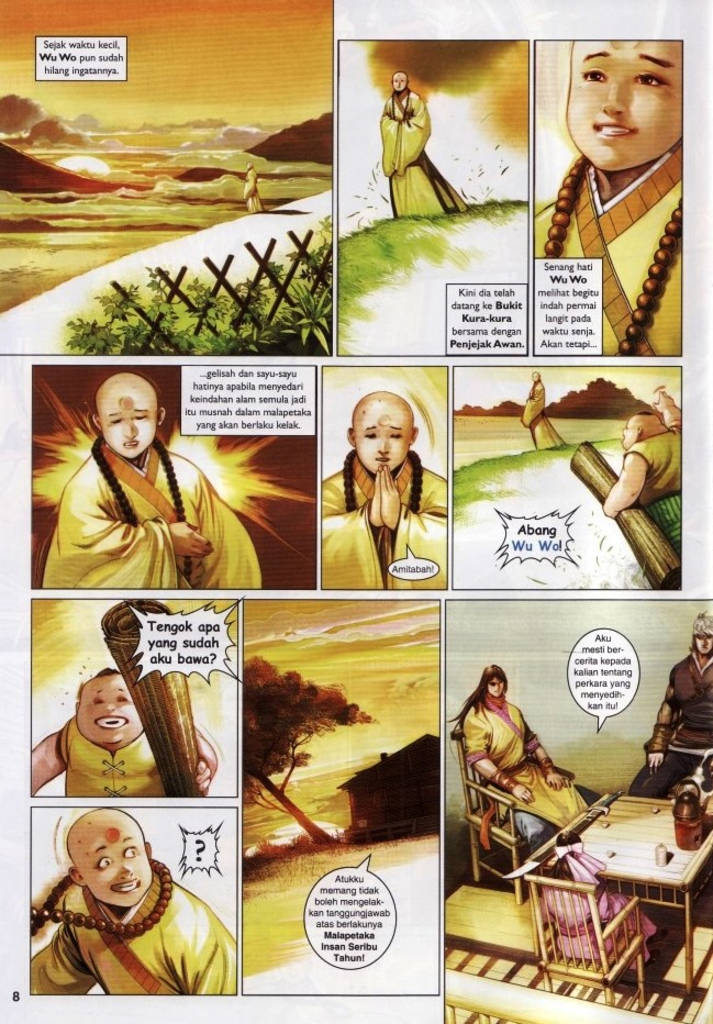 Sejak waktu kecil,
Wu Wo pun sudah
hilang ingatannya.
Kini dia telah
datang ke Bukit
Kura-kura
bersama dengan
Penjejak Awan.
Senang hati
Wu Wo
melihat begitu
indah permai
langit pada
waktu senja.
Akan tetapi...
...gelisah dan sayu-sayu
hatinya apabila menyedari
keindahan alam semula jadi
itu musnah dalam malapetaka
yang akan berlaku kelak.
Amitabah!
Abang
Wu Wo!
Tengok apa
yang sudah
aku bawa?
?
Atukku
memang tidak
boleh mengelak-
kan tanggungjawab
atas berlakunya
Malapetaka
Insan Seribu
Tahun!
Aku
mesti ber-
cerita kepada
kalian tentang
perkara yang
menyedih-
kan itu!
8